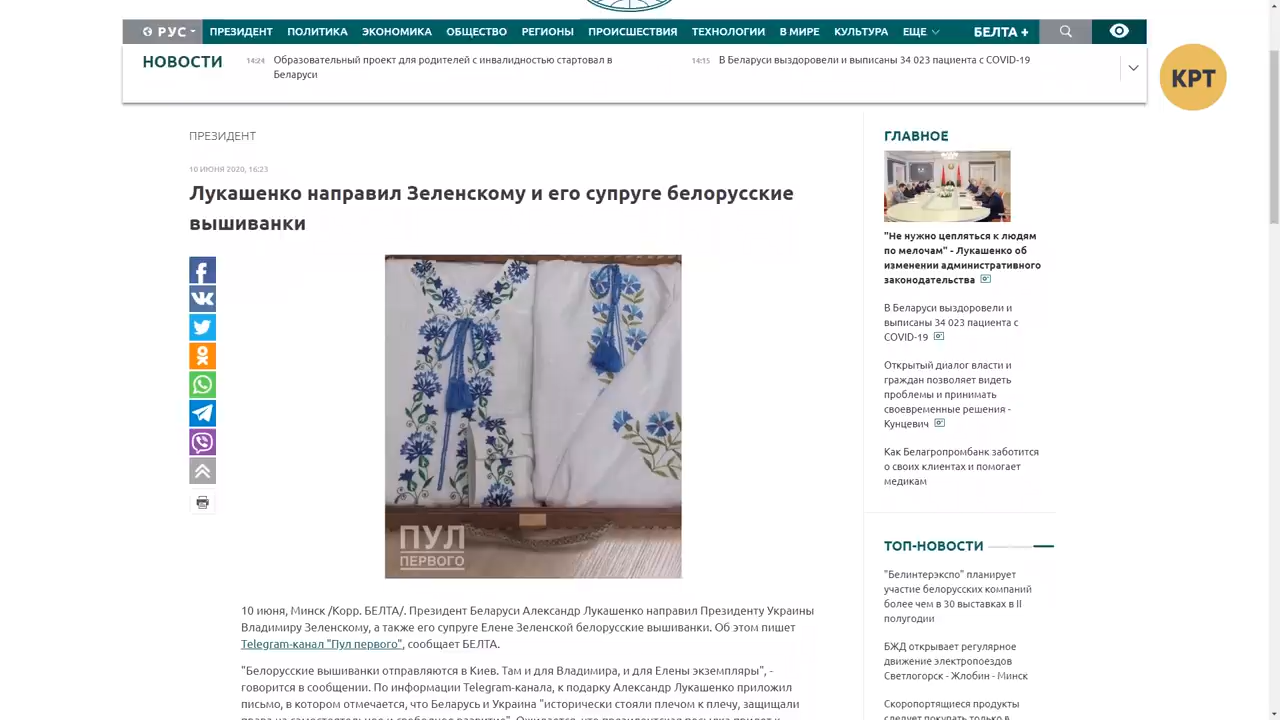 РУС
ПРЕЗИДЕНТ
ПОЛИТИКА
ЭКОНОМИКА
ОБЩЕСТВО
РЕГИОНЫ
ПРОИСШЕСТВИЯ
ТЕХНОЛОГИИ
В МИРЕ
КУЛЬТУРА
ЕЩЕ
БЕЛТА +
НОВОСТИ
14:24
Образовательный проект для родителей с инвалидностью стартовал в
Беларуси
14:15
В Беларуси выздоровели и выписаны 34 023 пациента с COVID-19
КРТ
ПРЕЗИДЕНТ
10 ИЮНЯ 2020, 16:23
Лукашенко направил Зеленскому и его супруге белорусские
вышиванки
ПУЛ
ПЕРВОГО
10 июня, Минск /Корр. БЕЛТА/. Президент Беларуси Александр Лукашенко направил Президенту Украины
Владимиру Зеленскому, а также его супруге Елене Зеленской белорусские вышиванки. Об этом пишет
Telegram-канал "Пул первого", сообщает БЕЛТА.
"Белорусские вышиванки отправляются в Киев. Там и для Владимира, и для Елены экземпляры", -
говорится в сообщении. По информации Telegram-канала, к подарку Александр Лукашенко приложил
письмо, в котором отмечается, что Беларусь и Украина "исторически стояли плечом к плечу, защищали
ГЛАВНОЕ
"Не нужно цепляться к людям
по мелочам" - Лукашенко об
изменении административного
законодательства
В Беларуси выздоровели и
выписаны 34 023 пациента с
COVID-19
Открытый диалог власти и
граждан позволяет видеть
проблемы и принимать
своевременные решения -
Кунцевич
Как Белагропромбанк заботится
о своих клиентах и помогает
медикам
ТОП-НОВОСТИ
"Белинтерэкспо" планирует
участие белорусских компаний
более чем в 30 выставках в II
полугодии
БЖД открывает регулярное
движение электропоездов
Светлогорск - Жлобин - Минск
Скоропортящиеся продукты
следует покупать только в